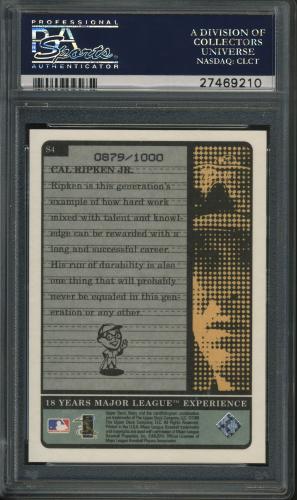 PROFESSIONAL
PSA
Sports
AUTHENTICATOR
A DIVISION OF
COLLECTORS
UNIVERSE
NASDAQ: CLCT
27469210
S4
0879/1000
CAL RIPKEN JR.
Ripken is this generation's
example of how hard work
mixed with talent and knowl-
edge can be rewarded with
a long and successful career.
His run of durability is also
one thing that will probably
never be equaled in this gen-
eration or any other.
18 YEARS MAJOR LEAGUE™ EXPERIENCE